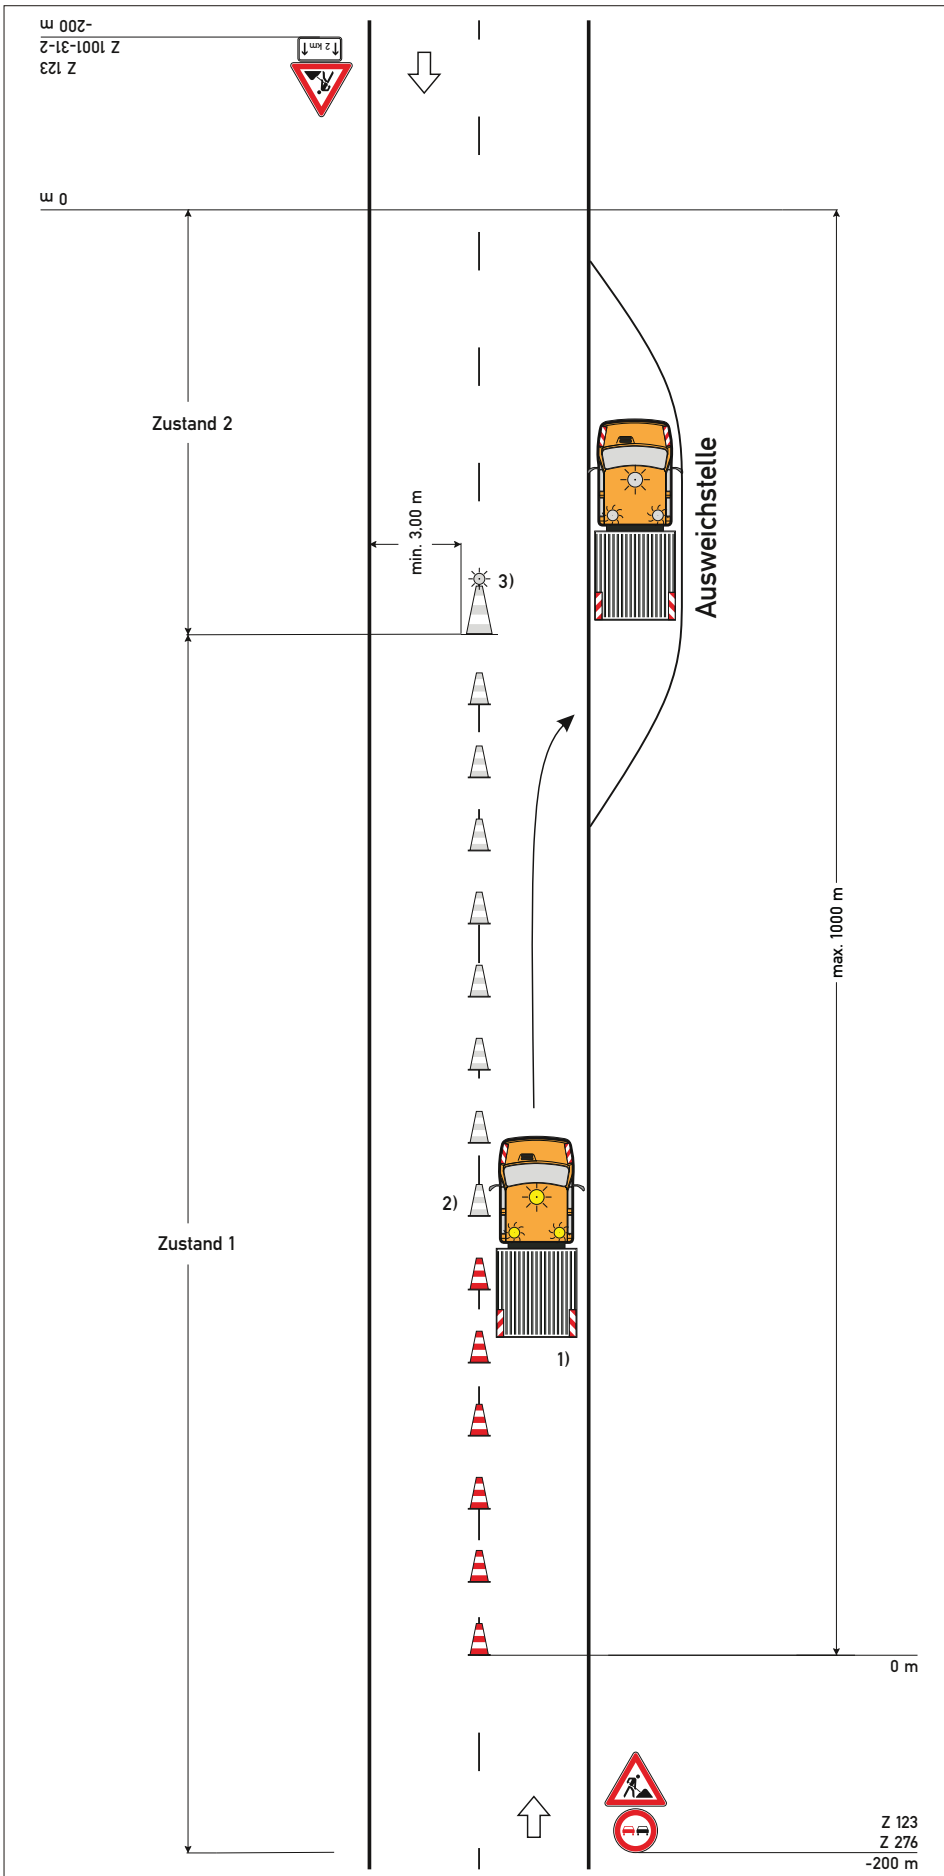 -200 m
Z 1001-31-2
Z 123
2 km
0 m
Zustand 2
min. 3,00 m
3)
Ausweichstelle
max. 1000 m
2)
Zustand 1
1)
0 m
Z 123
Z 276
-200 m